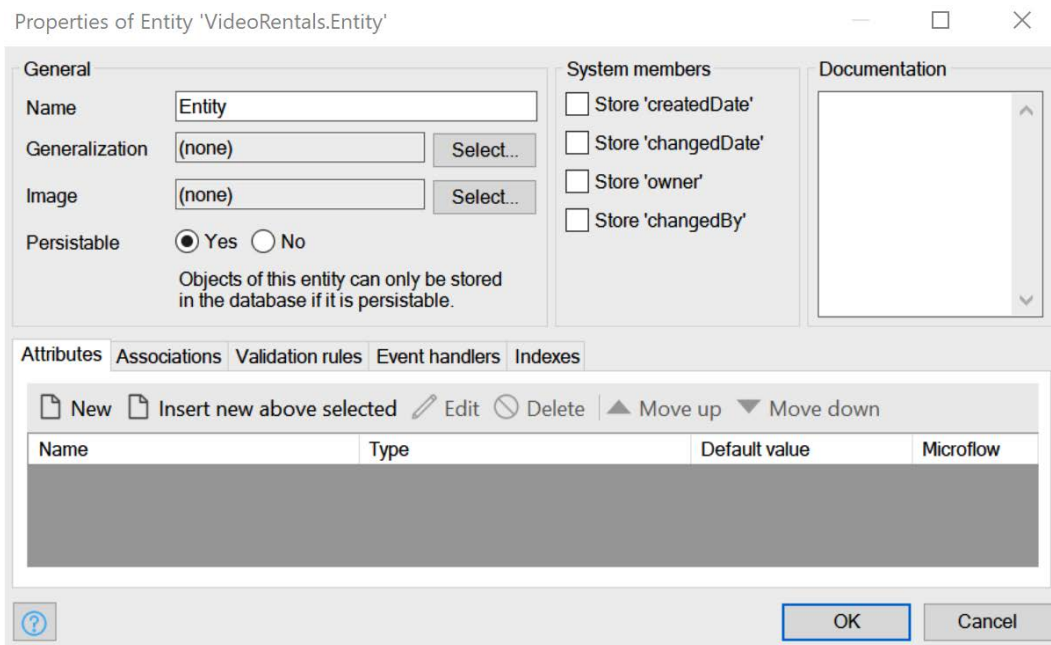 Properties of Entity 'VideoRentals.Entity'
General
Name
Entity
Generalization
(none)
Select...
Image
(none)
Select...
Persistable
Yes
No
Objects of this entity can only be stored
in the database if it is persistable.
System members
Store 'createdDate'
Store 'changedDate'
Store 'owner'
Store 'changedBy'
Documentation
Attributes Associations Validation rules Event handlers Indexes
New Insert new above selected Edit Delete Move up Move down
Name Type Default value Microflow
? OK Cancel